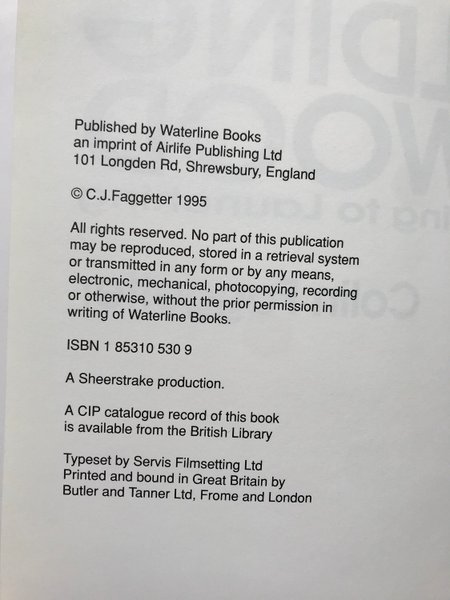 Published by Waterline Books
an imprint of Airlife Publishing Ltd
101 Longden Rd, Shrewsbury, England
© C.J.Faggetter 1995
All rights reserved. No part of this publication
may be reproduced, stored in a retrieval system
or transmitted in any form or by any means,
electronic, mechanical, photocopying, recording
or otherwise, without the prior permission in
writing of Waterline Books.
ISBN 1 85310 530 9
A Sheerstrake production.
A CIP catalogue record of this book
is available from the British Library
Typeset by Servis Filmsetting Ltd
Printed and bound in Great Britain by
Butler and Tanner Ltd, Frome and London